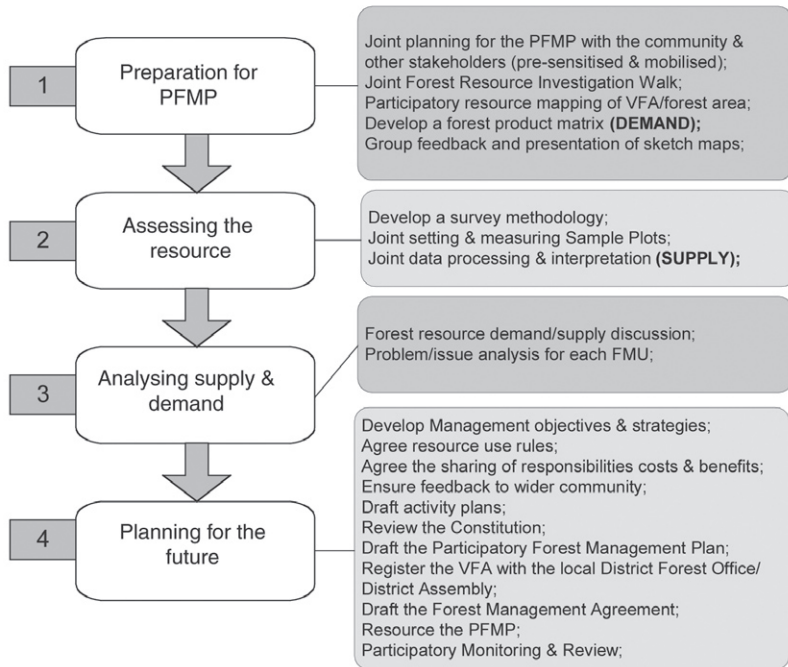 1
Preparation for
PFMP
Joint planning for the PFMP with the community &
other stakeholders (pre-sensitised & mobilised);
Joint Forest Resource Investigation Walk;
Participatory resource mapping of VFA/forest area;
Develop a forest product matrix (DEMAND);
Group feedback and presentation of sketch maps;
2
Assessing the
resource
Develop a survey methodology;
Joint setting & measuring Sample Plots;
Joint data processing & interpretation (SUPPLY);
3
Analysing supply &
demand
Forest resource demand/supply discussion;
Problem/issue analysis for each FMU;
4
Planning for the
future
Develop Management objectives & strategies;
Agree resource use rules;
Agree the sharing of responsibilities costs & benefits;
Ensure feedback to wider community;
Draft activity plans;
Review the Constitution;
Draft the Participatory Forest Management Plan;
Register the VFA with the local District Forest Office/
District Assembly;
Draft the Forest Management Agreement;
Resource the PFMP;
Participatory Monitoring & Review;